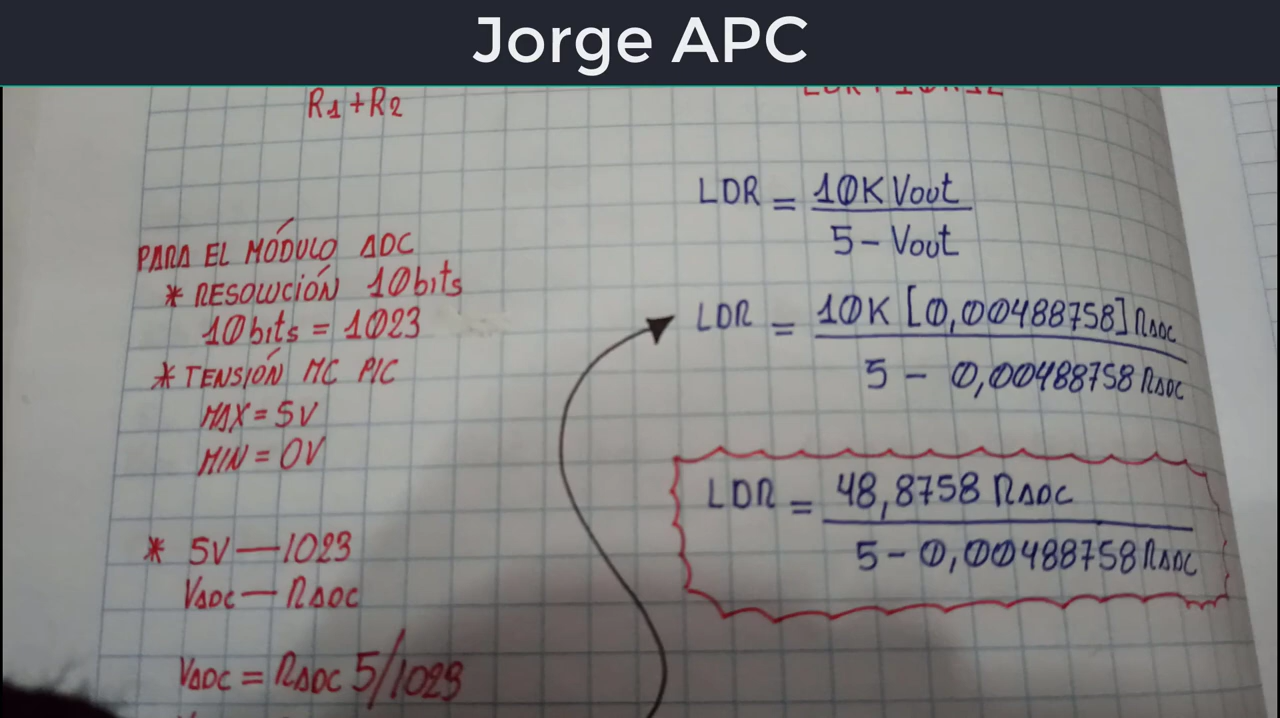 Jorge APC
R1+R2
PARA EL MÓDULO ADC
* RESOLUCIÓN 10bits
10bits = 1023
* TENSIÓN MC PIC
MAX = 5V
MIN = 0V
* 5V — 1023
VADC — RADC
VADC = RADC 5/1023
LDR = 10K Vout
5 - Vout
LDR = 10K [0,00488758] RADC
5 - 0,00488758 RADC
LDR = 48,8758 RADC
5 - 0,00488758 RADC